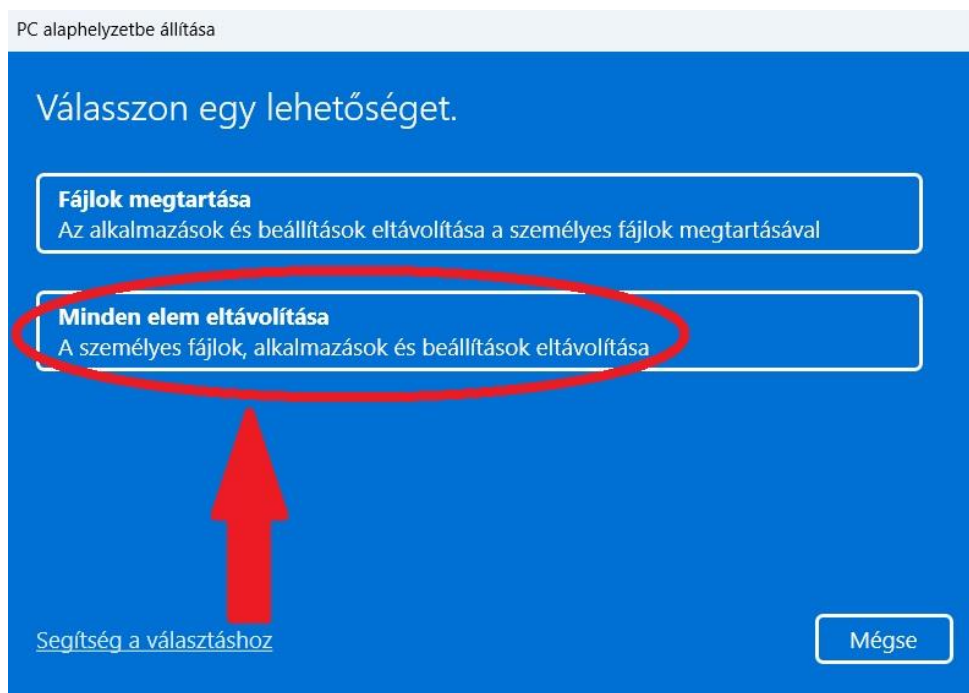 PC alaphelyzetbe állítása
Válasszon egy lehetőséget.
Fájlok megtartása
Az alkalmazások és beállítások eltávolítása a személyes fájlok megtartásával
Minden elem eltávolítása
A személyes fájlok, alkalmazások és beállítások eltávolítása
Segítség a választáshoz
Mégse